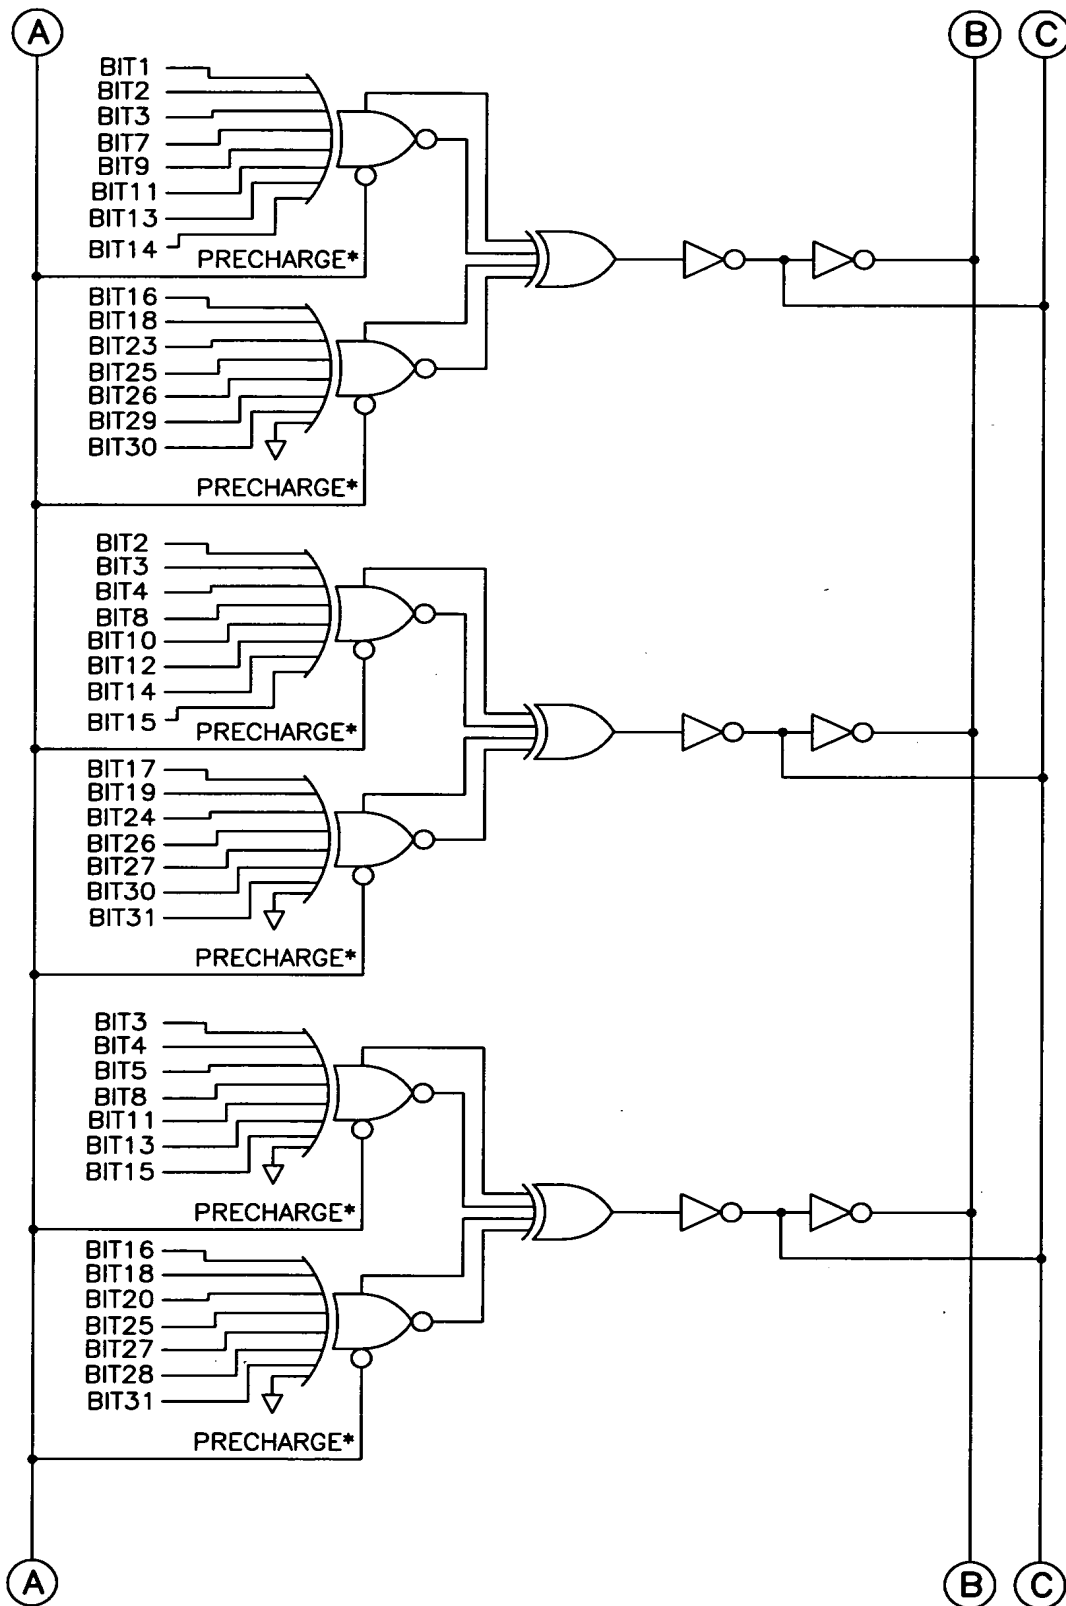 A
B
C
BIT1
BIT2
BIT3
BIT7
BIT9
BIT11
BIT13
BIT14
PRECHARGE*
BIT16
BIT18
BIT23
BIT25
BIT26
BIT29
BIT30
PRECHARGE*
BIT2
BIT3
BIT4
BIT8
BIT10
BIT12
BIT14
BIT15
PRECHARGE*
BIT17
BIT19
BIT24
BIT26
BIT27
BIT30
BIT31
PRECHARGE*
BIT3
BIT4
BIT5
BIT8
BIT11
BIT13
BIT15
PRECHARGE*
BIT16
BIT18
BIT20
BIT25
BIT27
BIT28
BIT31
PRECHARGE*
A
B
C